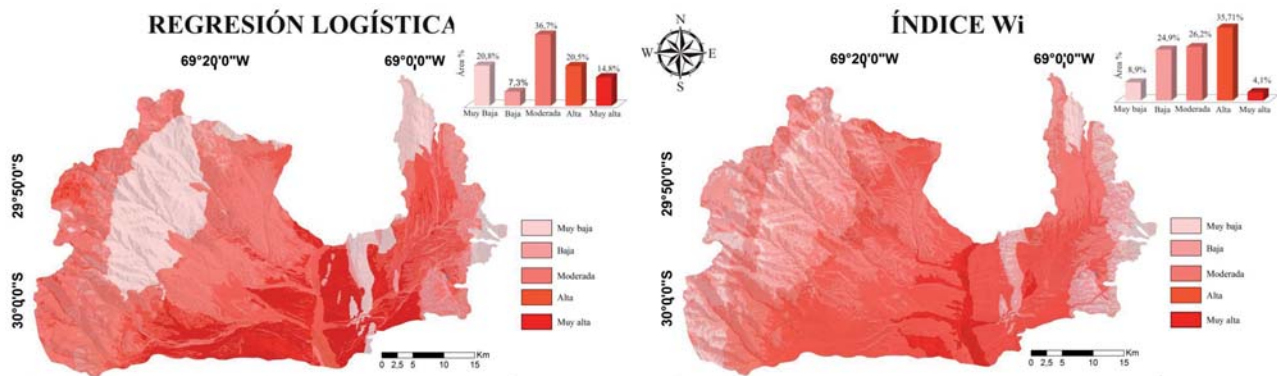 REGRESIÓN LOGÍSTICA
Área %
20,8%
7,3%
36,7%
20,5%
14,8%
Muy Baja
Baja
Moderada
Alta
Muy alta
69°20'0"W
69°0'0"W
29°50'0"S
30°0'0"S
Muy baja
Baja
Moderada
Alta
Muy alta
0 2,5 5 10 15
Km
N
W
E
S
ÍNDICE Wi
Área %
8,9%
24,9%
26,2%
35,71%
4,1%
Muy baja
Baja
Moderada
Alta
Muy alta
69°20'0"W
69°0'0"W
29°50'0"S
30°0'0"S
Muy baja
Baja
Moderada
Alta
Muy alta
0 2,5 5 10 15
Km